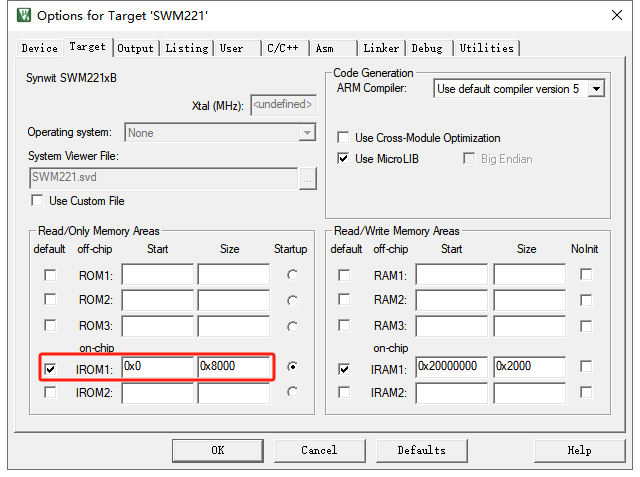 Options for Target 'SWM221'
Device Target Output Listing User C/C++ Asm Linker Debug Utilities
Synwit SWM221xB
Xtal (MHz): <undefined>
Operating system: None
System Viewer File:
SWM221.svd ...
Use Custom File
Code Generation
ARM Compiler: Use default compiler version 5
Use Cross-Module Optimization
Use MicroLIB Big Endian
Read/Only Memory Areas
default off-chip Start Size Startup
ROM1:
ROM2:
ROM3:
on-chip
IROM1: 0x0 0x8000
IROM2:
Read/Write Memory Areas
default off-chip Start Size NoInit
RAM1:
RAM2:
RAM3:
on-chip
IRAM1: 0x20000000 0x2000
IRAM2:
OK Cancel Defaults Help